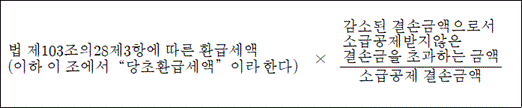 법 제103조의28제3항에 따른 환급세액
(이하 이 조에서 “당초환급세액” 이라 한다)
×
감소된 결손금액으로서
소급공제받지않은
결손금을 초과하는 금액
소급공제 결손금액